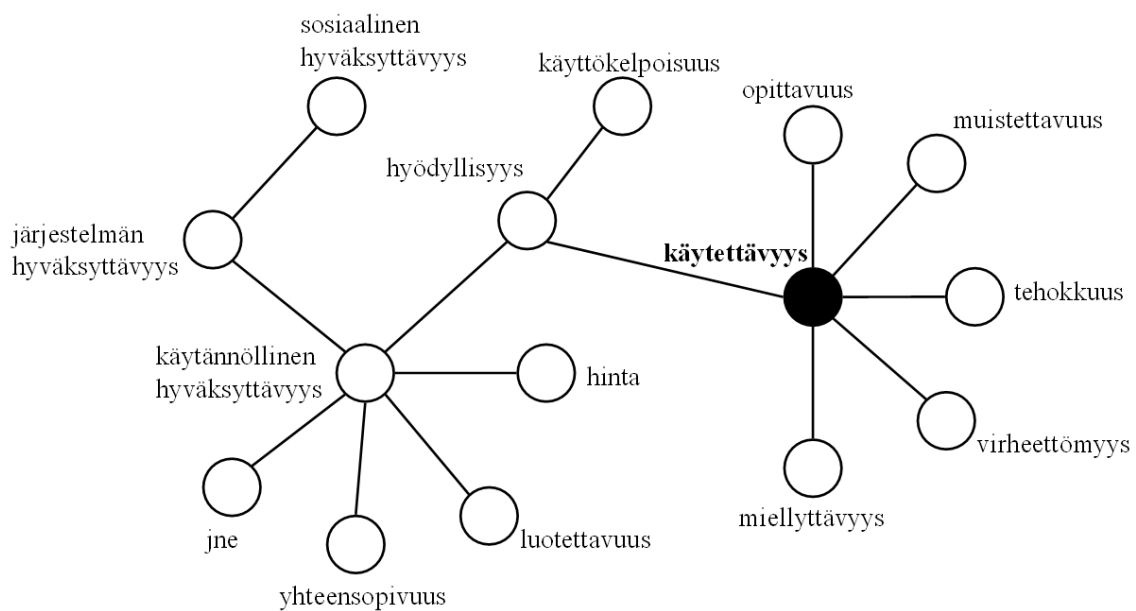 sosiaalinen
hyväksyttävyys
käyttökelpoisuus
opittavuus
muistettavuus
hyödyllisyys
järjestelmän
hyväksyttävyys
käytettävyys
tehokkuus
käytännöllinen
hyväksyttävyys
hinta
virheettömyys
miellyttävyys
jne
luotettavuus
yhteensopivuus